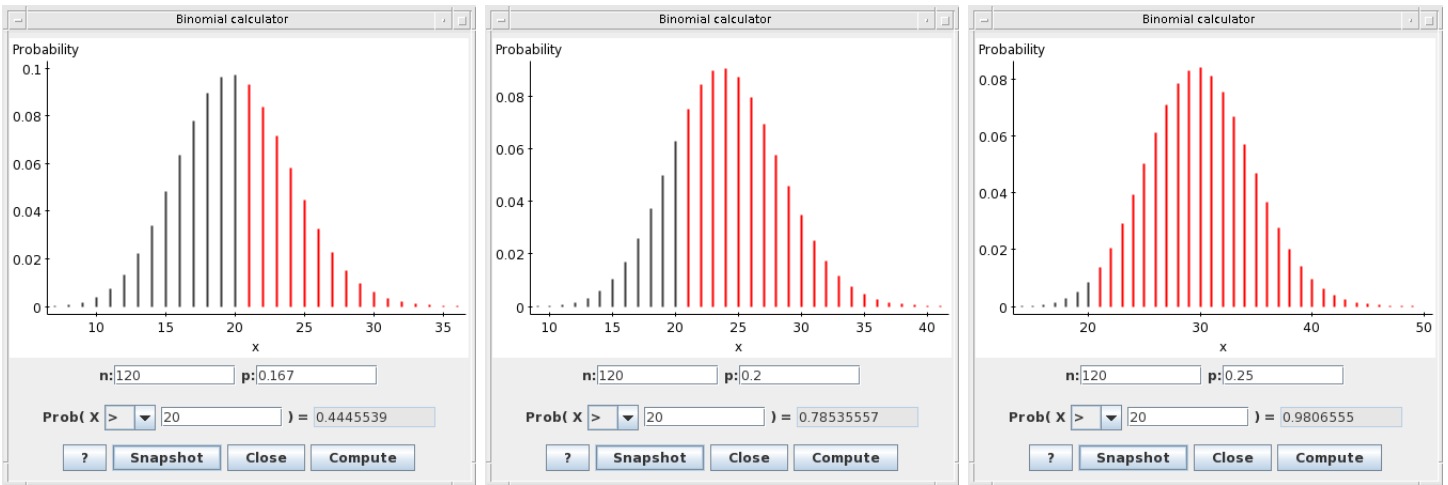 Binomial calculator
Probability
0.1
0.08
0.06
0.04
0.02
0
10 15 20 25 30 35
x
n: 120 p: 0.167
Prob( X > 20 ) = 0.4445539
? Snapshot Close Compute
Binomial calculator
Probability
0.08
0.06
0.04
0.02
0
10 15 20 25 30 35 40
x
n: 120 p: 0.2
Prob( X > 20 ) = 0.78535557
? Snapshot Close Compute
Binomial calculator
Probability
0.08
0.06
0.04
0.02
0
20 30 40 50
x
n: 120 p: 0.25
Prob( X > 20 ) = 0.9806555
? Snapshot Close Compute